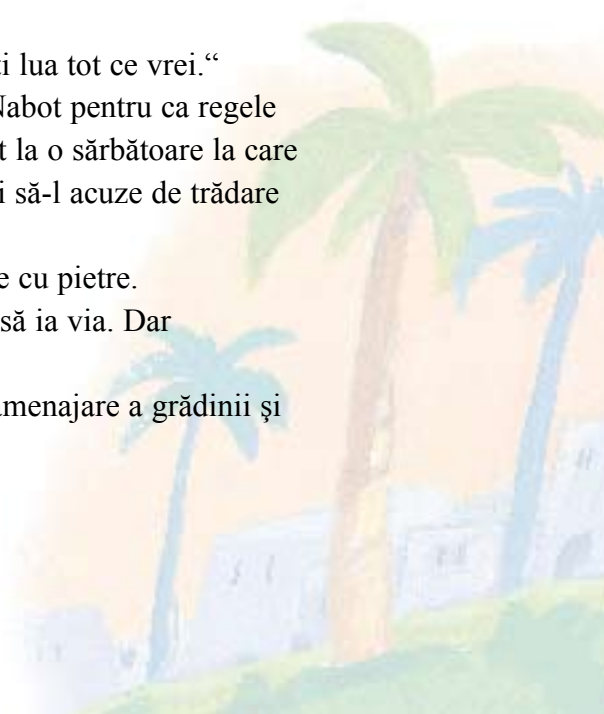 i lua tot ce vrei.“
Nabot pentru ca regele
t la o sărbătoare la care
i să-l acuze de trădare
e cu pietre.
să ia via. Dar
amenajare a grădinii şi